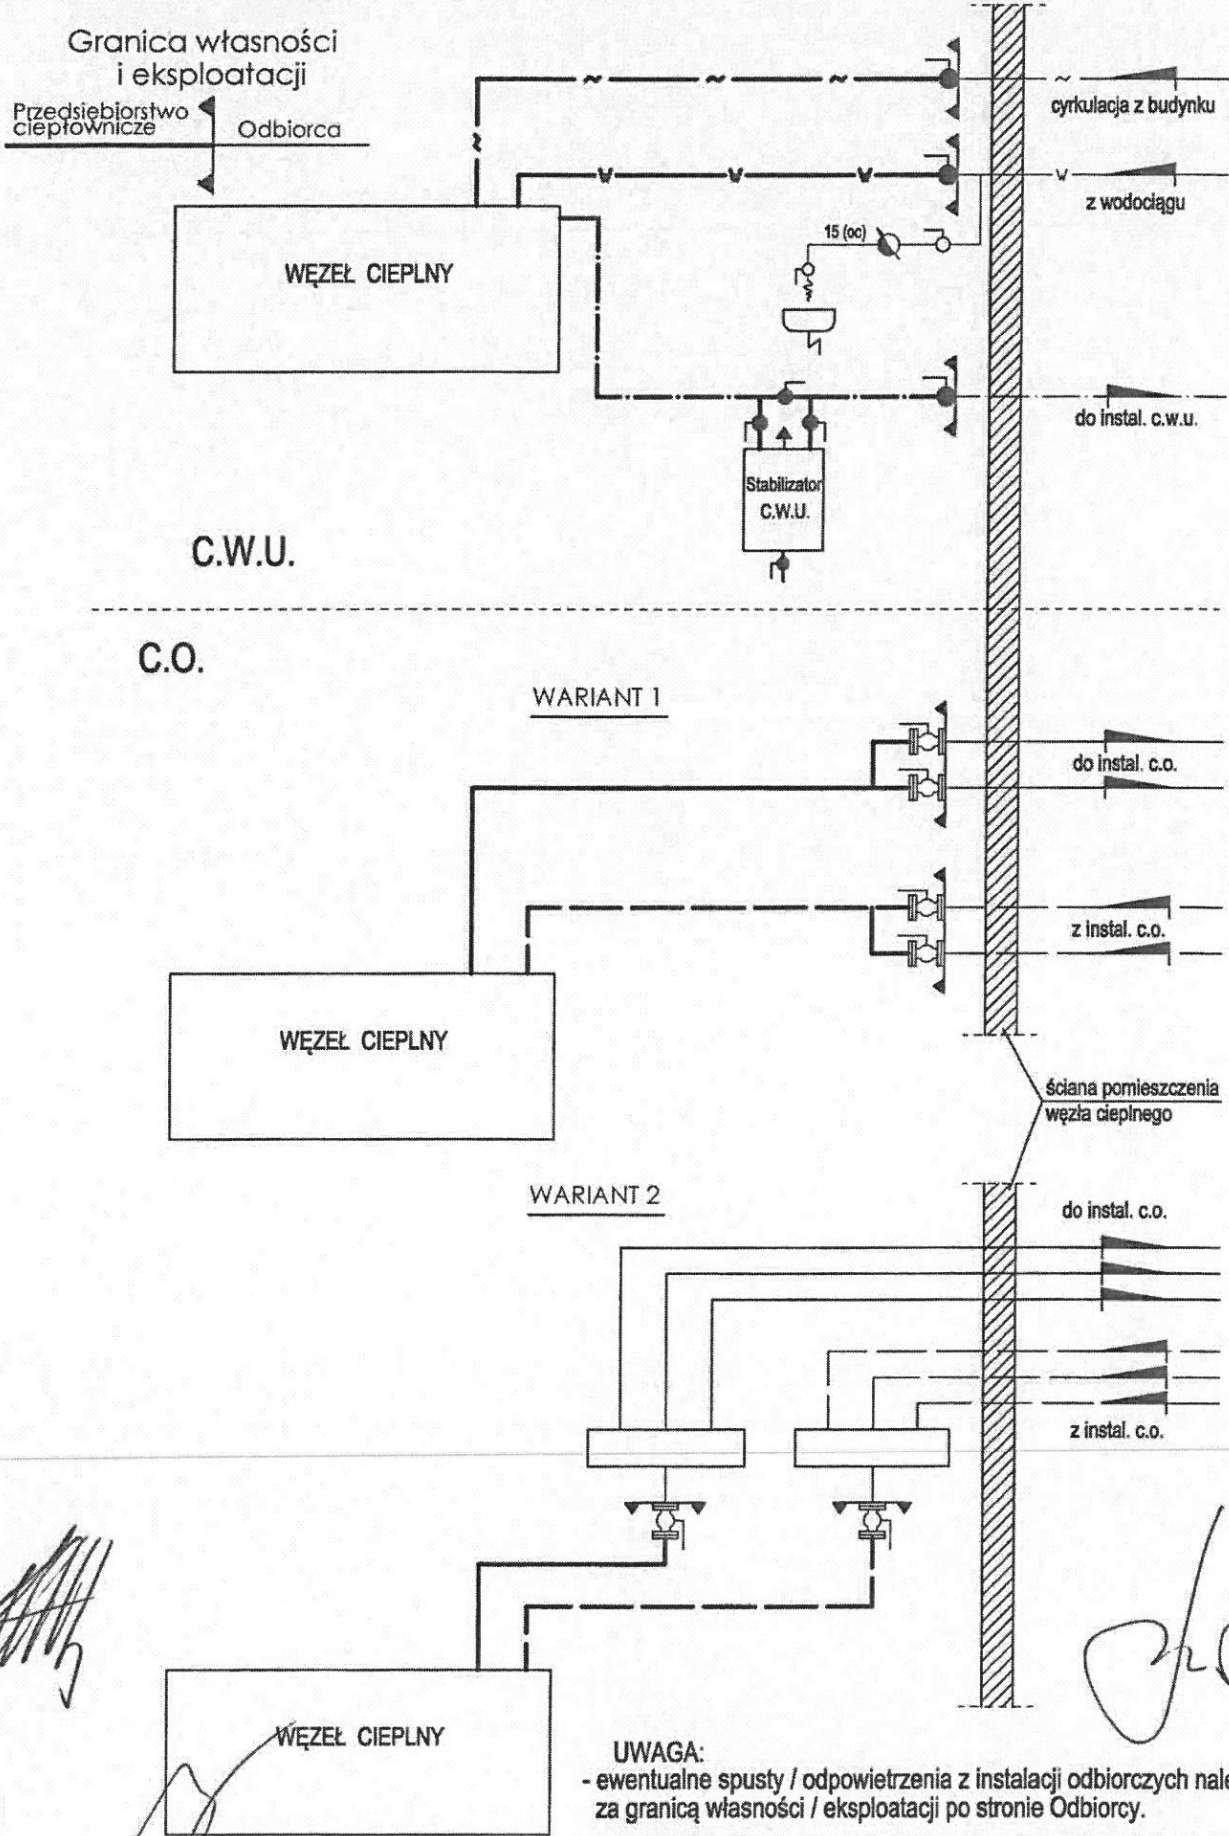 Granica własności
i eksploatacji
Przedsiebiorstwo
ciepłownicze
Odbiorca
cyrkulacja z budynku
z wodociągu
15 (oc)
WĘZEŁ CIEPLNY
do instal. c.w.u.
Stabilizator
C.W.U.
C.W.U.
C.O.
WARIANT 1
do instal. c.o.
z instal. c.o.
WĘZEŁ CIEPLNY
ściana pomieszczenia
węzła cieplnego
WARIANT 2
do instal. c.o.
z instal. c.o.
WĘZEŁ CIEPLNY
UWAGA:
- ewentualne spusty / odpowietrzenia z instalacji odbiorczych nale
za granicą własności / eksploatacji po stronie Odbiorcy.